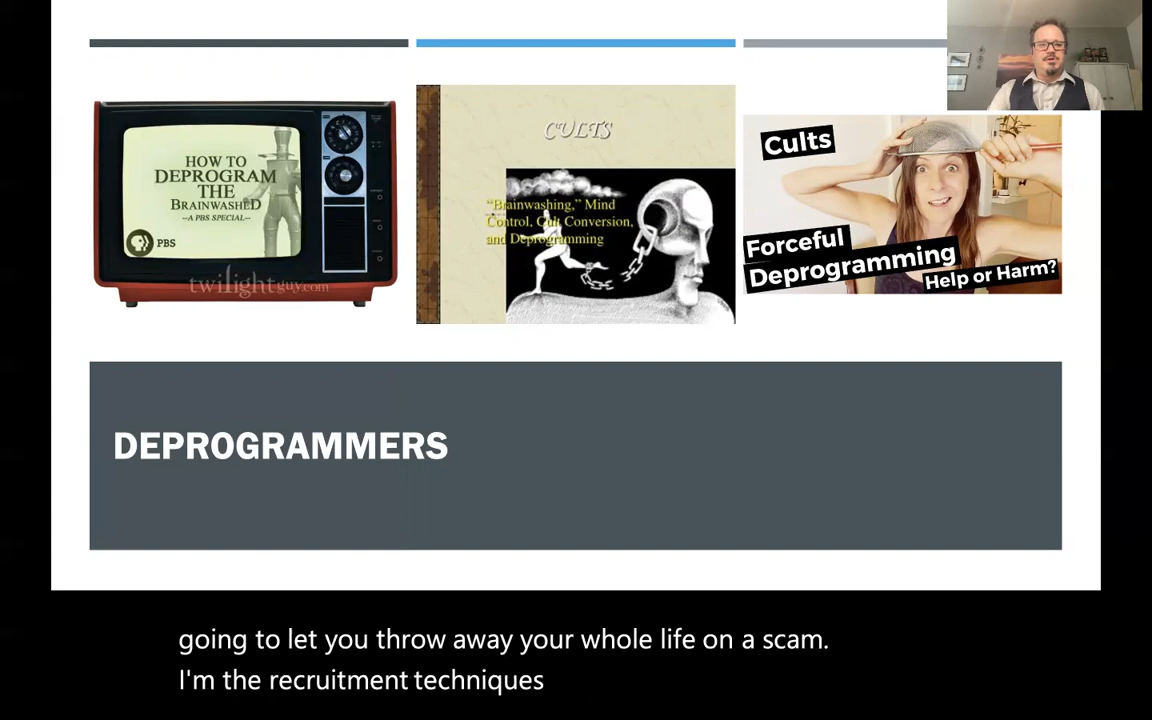 HOW TO
DEPROGRAM
THE
BRAINWASHED
--A PBS SPECIAL--
PBS
twilightguy.com
CULTS
"Brainwashing," Mind
Control, Cult Conversion,
and Deprogramming
Cults
Forceful
Deprogramming
Help or Harm?
DEPROGRAMMERS
going to let you throw away your whole life on a scam.
I'm the recruitment techniques